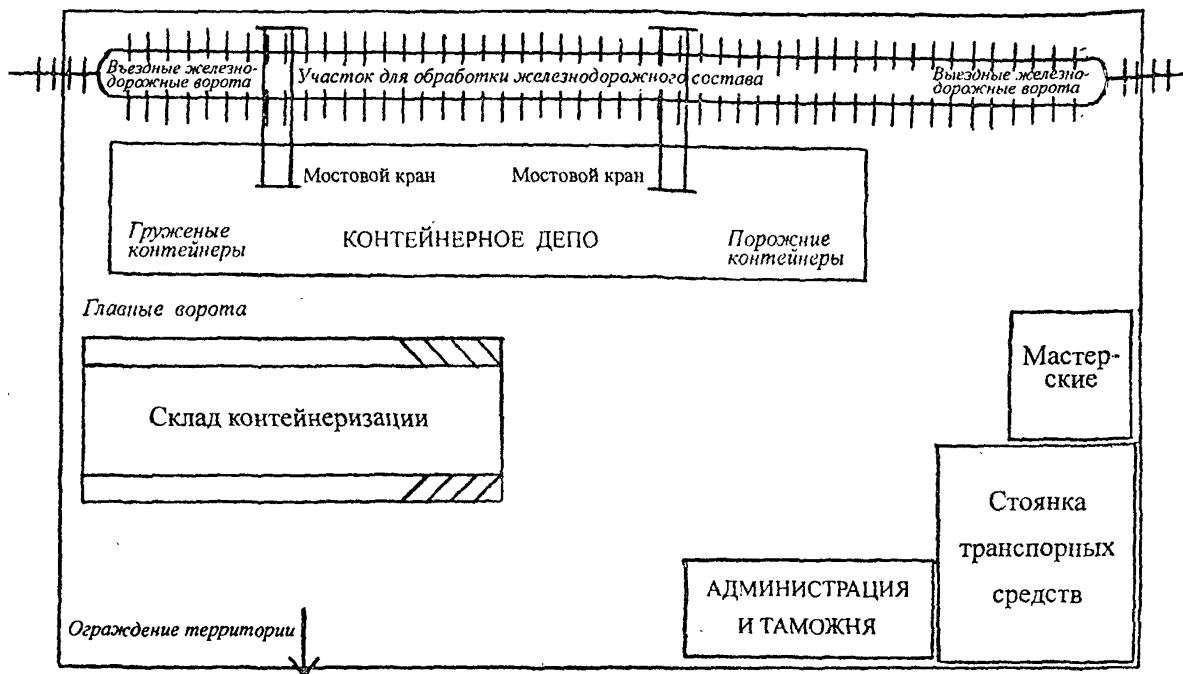 Въездные железно-
дорожные ворота
Участок для обработки железнодорожного состава
Выездные железно-
дорожные ворота
Мостовой кран
Мостовой кран
Груженые
контейнеры
КОНТЕЙНЕРНОЕ ДЕПО
Порожние
контейнеры
Главные ворота
Склад контейнеризации
Мастер-
ские
Стоянка
транспорных
средств
АДМИНИСТРАЦИЯ
И ТАМОЖНЯ
Ограждение территории